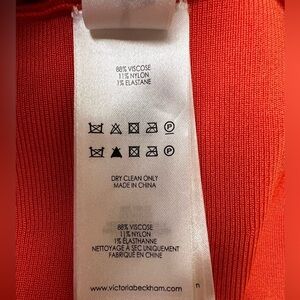 88% VISCOSE
11% NYLON
1% ELASTANE
P
P
DRY CLEAN ONLY
MADE IN CHINA
88% VISCOSE
11% NYLON
1% ELASTHANNE
NETTOYAGE A SEC UNIQUEMENT
FABRIQUE EN CHINE
www.victoriabeckham.com
n